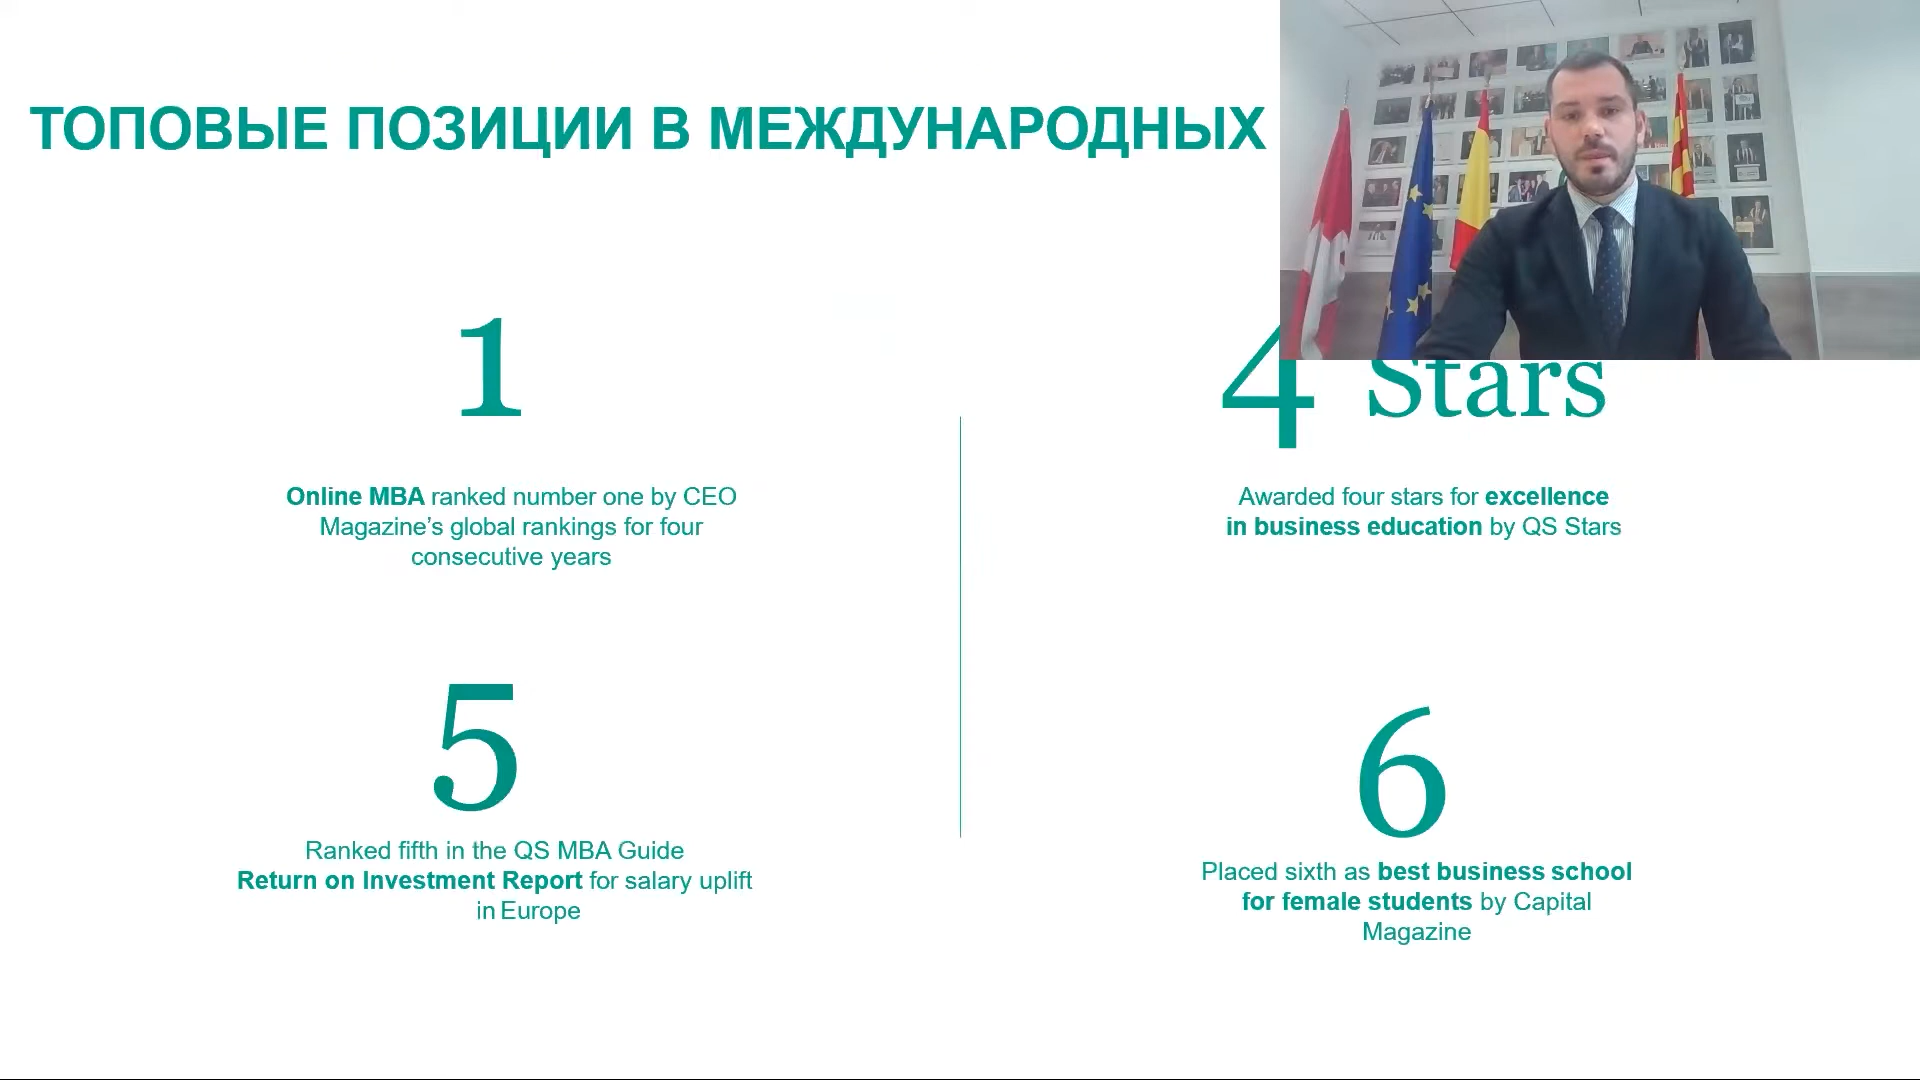 ТОПОВЫЕ ПОЗИЦИИ В МЕЖДУНАРОДНЫХ
1
Online MBA ranked number one by CEO
Magazine’s global rankings for four
consecutive years
4 Stars
Awarded four stars for excellence
in business education by QS Stars
5
Ranked fifth in the QS MBA Guide
Return on Investment Report for salary uplift
in Europe
6
Placed sixth as best business school
for female students by Capital
Magazine